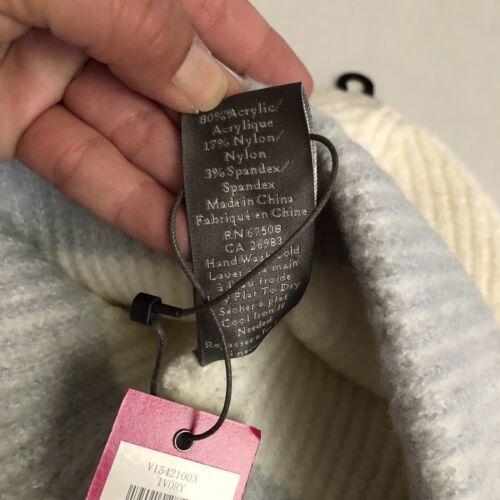 80% Acrylic/
Acrylique
17% Nylon/
Nylon
3% Spandex/
Spandex
Made in China
Fabriqué en Chine
RN 67508
CA 26983
Hand Wash Cold
Laver à la main
à l'eau froide
Lay Flat To Dry
Sécher à plat
Cool Iron If
Needed
V15421003
IVORY